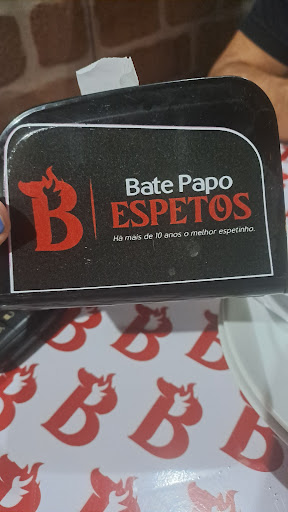 B
Bate Papo
ESPETOS
Há mais de 10 anos o melhor espetinho.